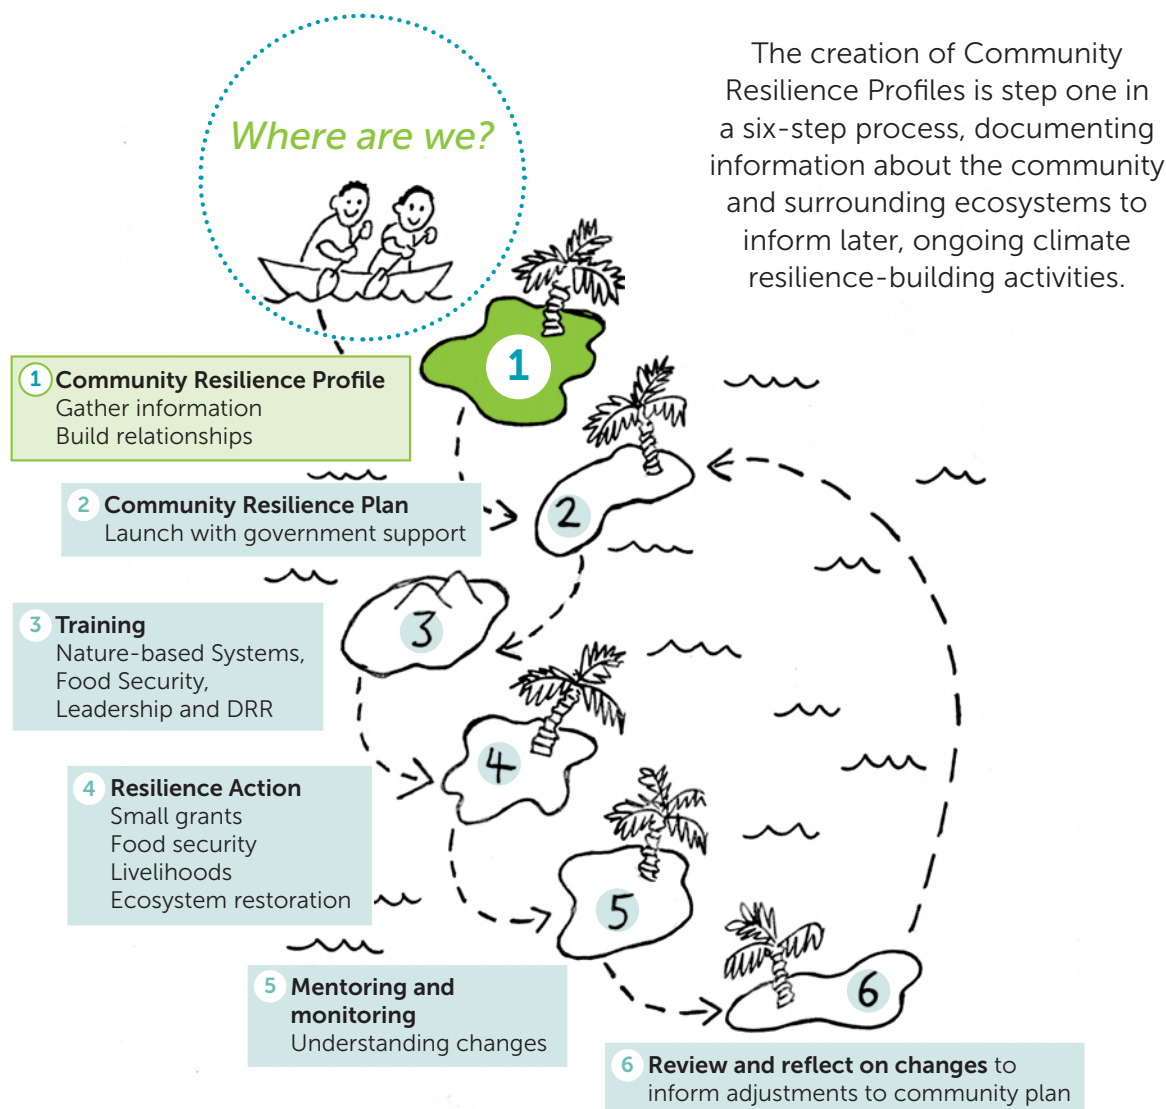 Where are we?
The creation of Community
Resilience Profiles is step one in
a six-step process, documenting
information about the community
and surrounding ecosystems to
inform later, ongoing climate
resilience-building activities.
1
1 Community Resilience Profile
Gather information
Build relationships
2 Community Resilience Plan
Launch with government support
2
3 Training
Nature-based Systems,
Food Security,
Leadership and DRR
3
4 Resilience Action
Small grants
Food security
Livelihoods
Ecosystem restoration
4
5
5 Mentoring and
monitoring
Understanding changes
6
6 Review and reflect on changes to
inform adjustments to community plan